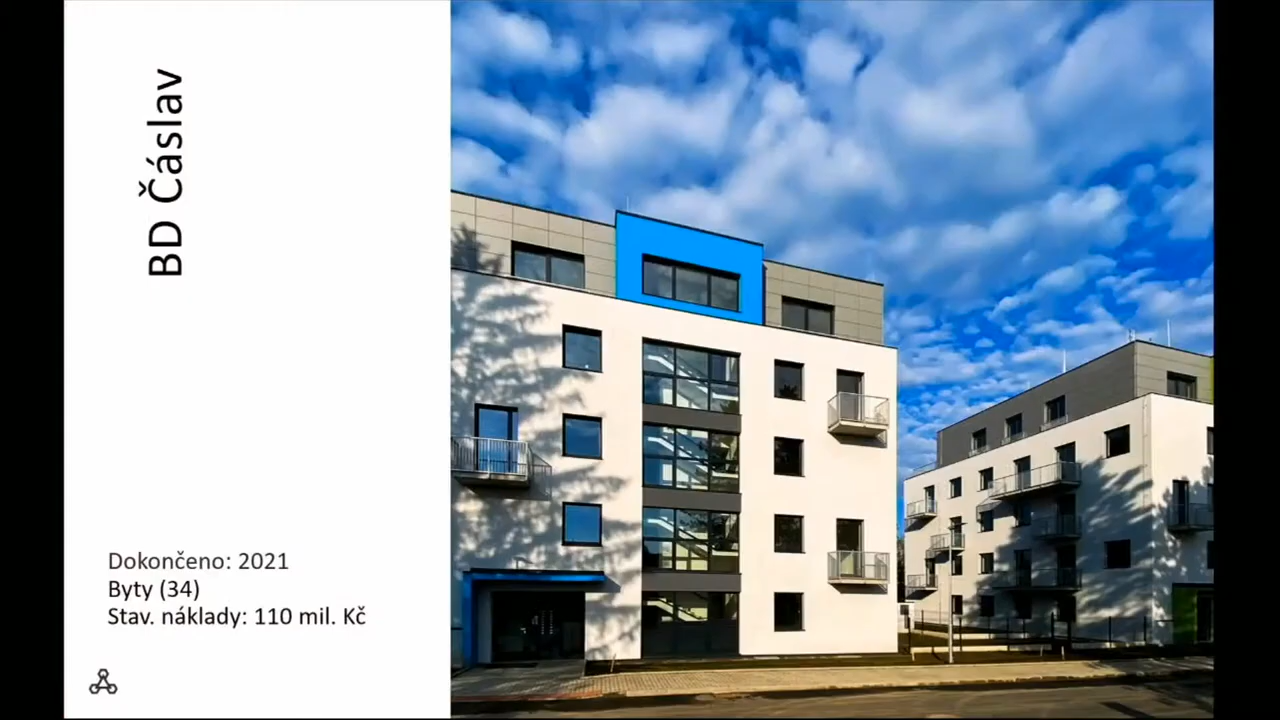 BD Čáslav
Dokončeno: 2021
Byty (34)
Stav. náklady: 110 mil. Kč